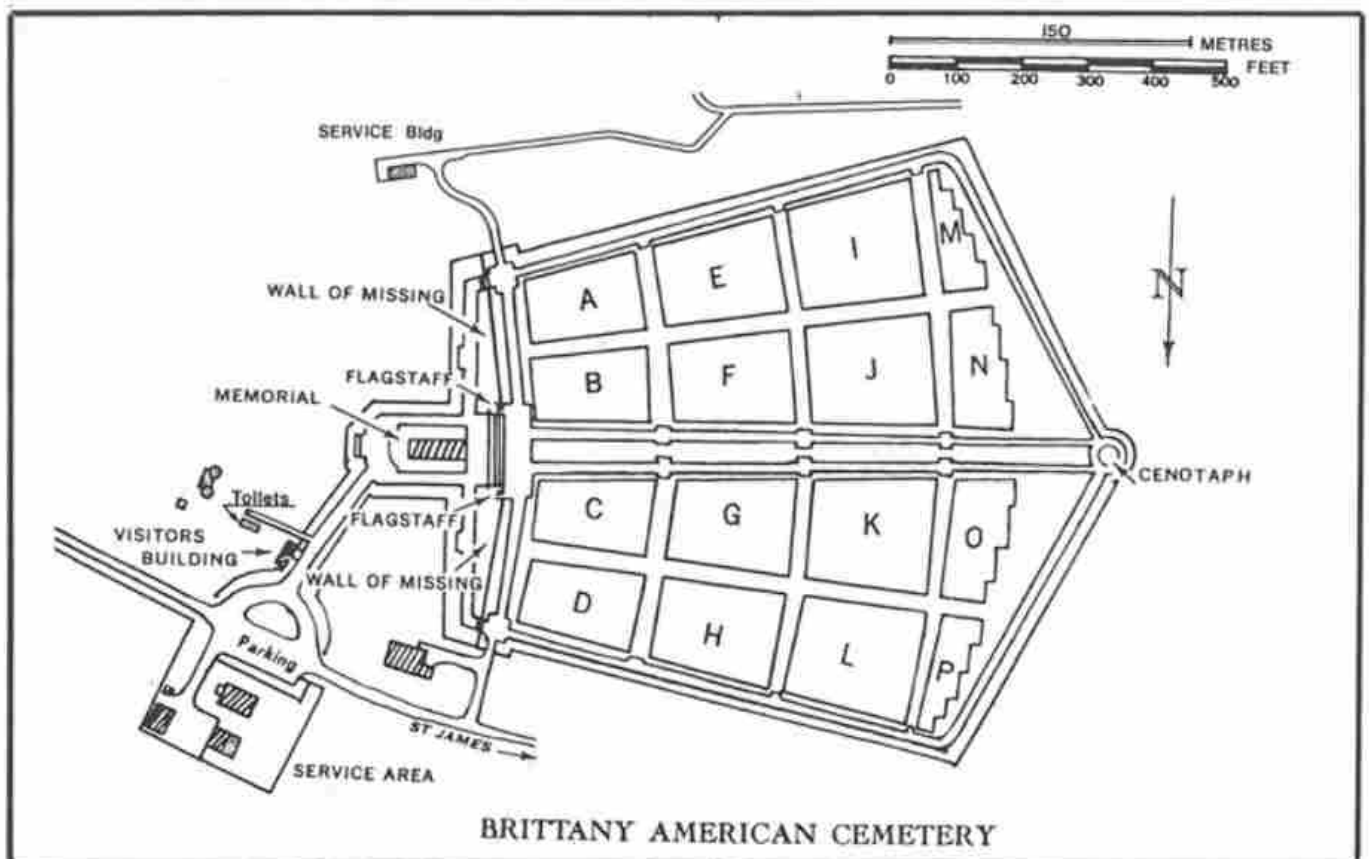 150
METRES
FEET
0 100 200 300 400 500
SERVICE Bldg
M
I
E
A
N
WALL OF MISSING
N
J
F
B
FLAGSTAFF
MEMORIAL
CENOTAPH
Toilets
C
G
K
O
FLAGSTAFF
VISITORS
BUILDING
WALL OF MISSING
D
H
L
P
Parking
ST JAMES
SERVICE AREA
BRITTANY AMERICAN CEMETERY